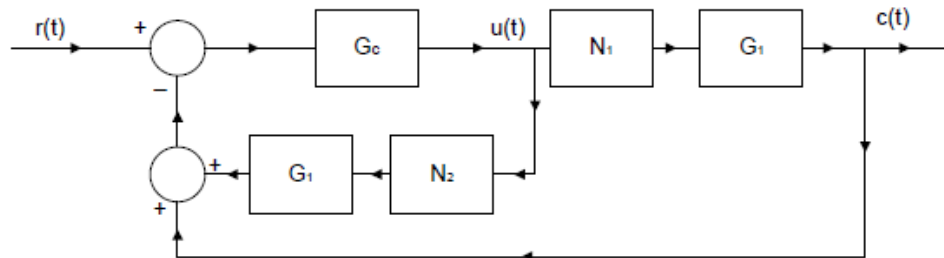 r(t) + Gc u(t) N₁ G₁ c(t)
−
G₁ N₂ +
+